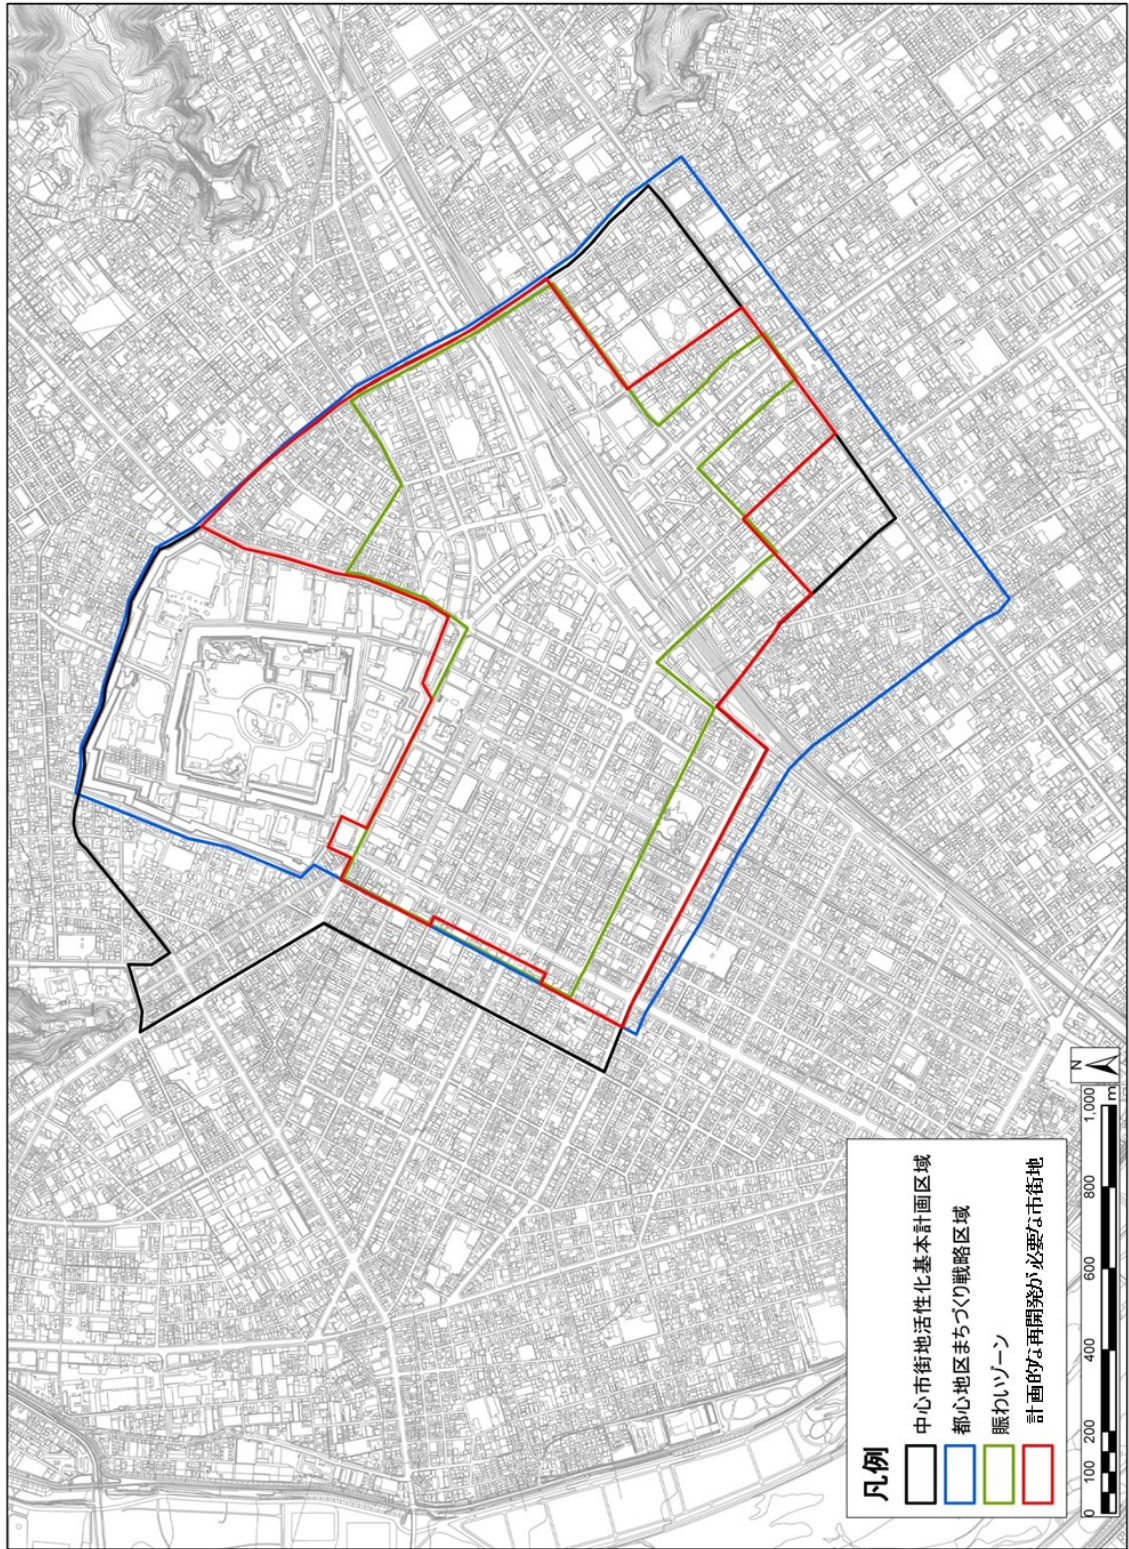 凡例
中心市街地活性化基本計画区域
都心地区まちづくり戦略区域
賑わいゾーン
計画的な再開発が必要な市街地
N
0 100 200 400 600 800 1,000
m